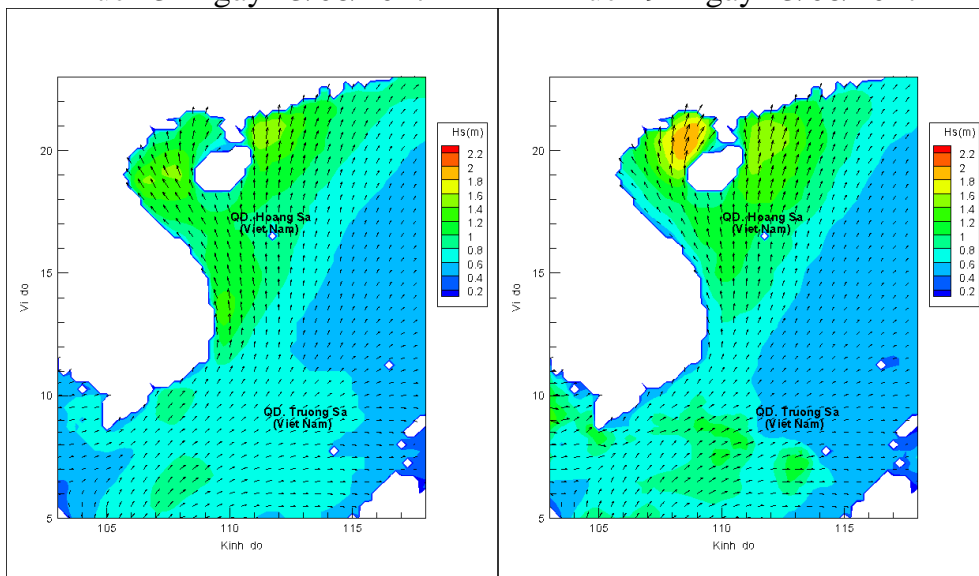 Hs(m)
2.2
2
1.8
1.6
1.4
1.2
1
0.8
0.6
0.4
0.2
20
15
10
5
Vi do
QD. Hoang Sa
(Viet Nam)
QD. Truong Sa
(Viet Nam)
105 110 115
Kinh do
Hs(m)
2.2
2
1.8
1.6
1.4
1.2
1
0.8
0.6
0.4
0.2
20
15
10
5
Vi do
QD. Hoang Sa
(Viet Nam)
QD. Truong Sa
(Viet Nam)
105 110 115
Kinh do